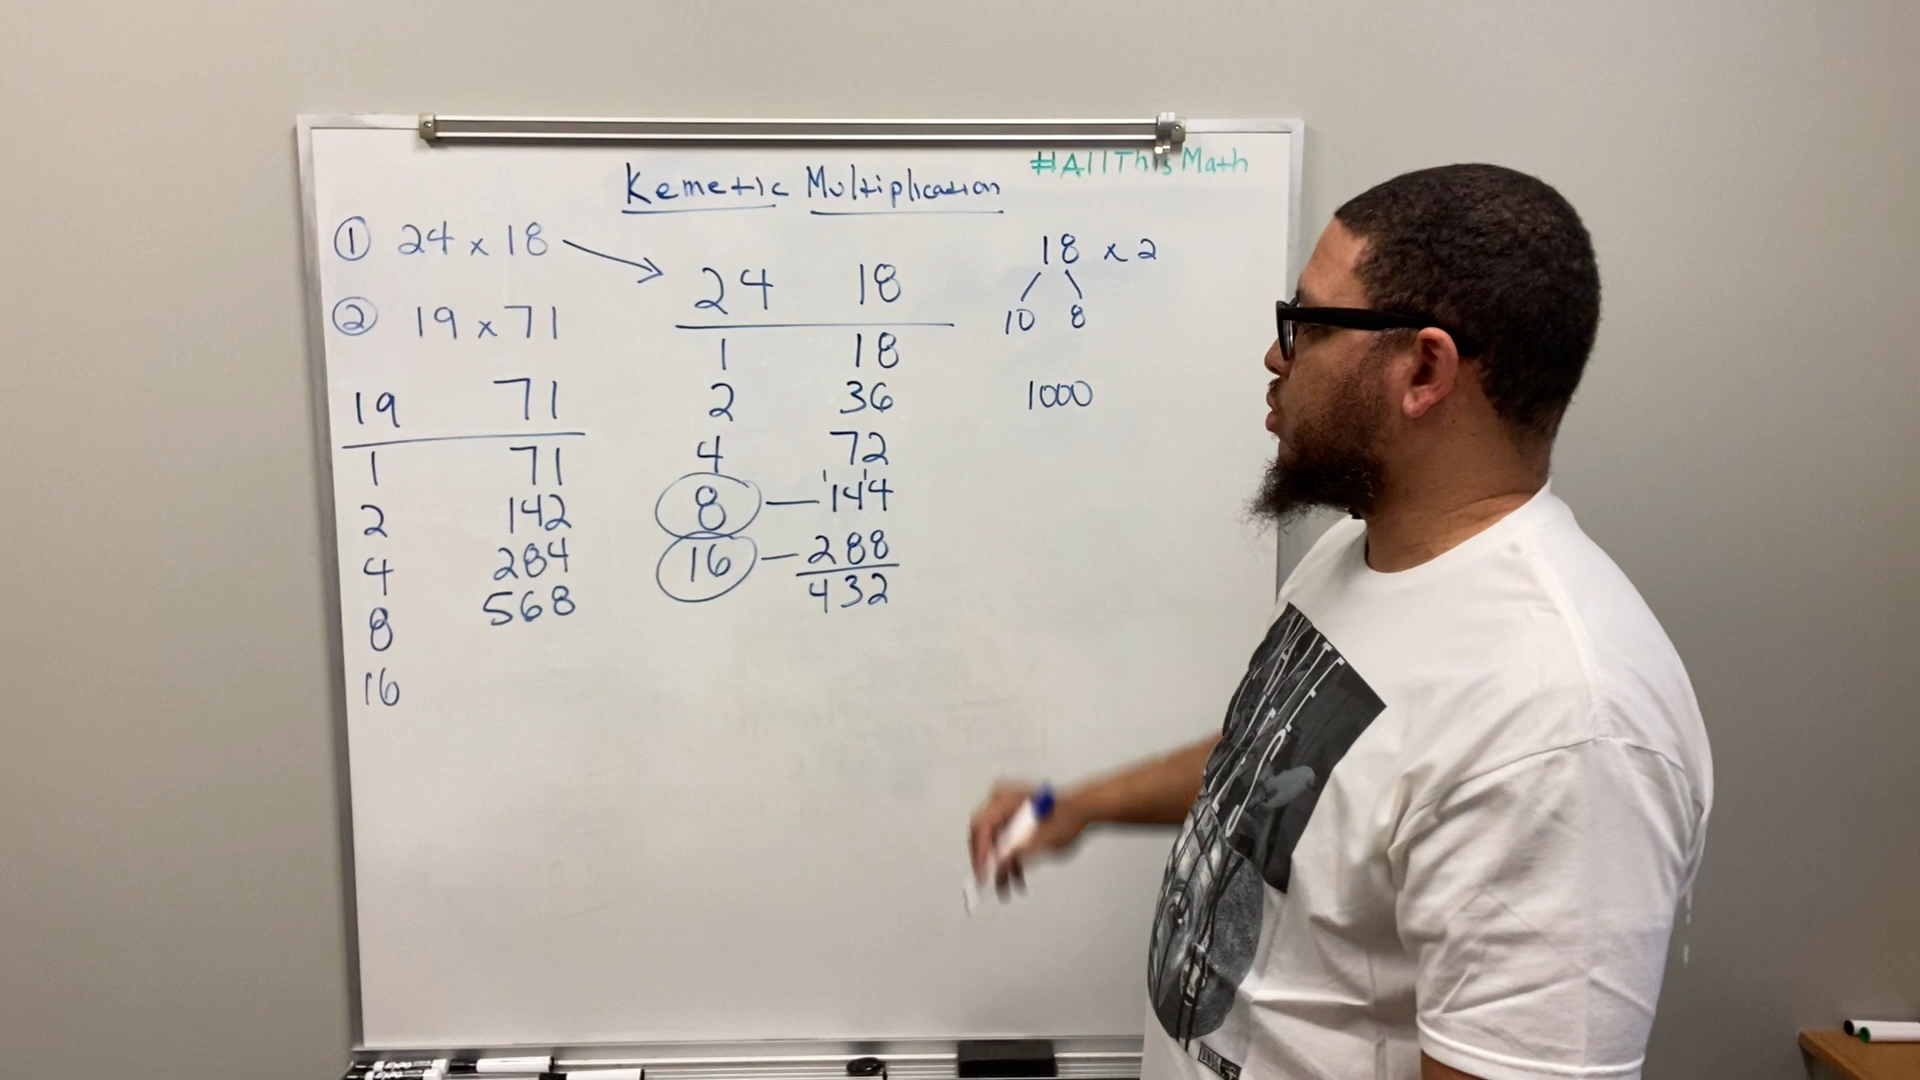 Kemetic Multiplication
#AllThisMath
① 24 x 18
② 19 x 71
19 71
1 71
2 142
4 284
8 568
16
24 18
1 18
2 36
4 72
8 — 144
16 — 288
432
18 x 2
10 8
1000